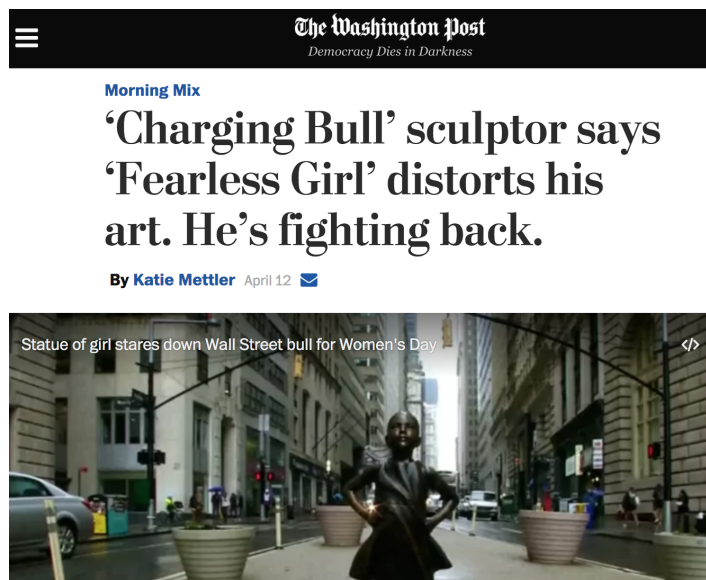 The Washington Post
Democracy Dies in Darkness
Morning Mix
‘Charging Bull’ sculptor says
‘Fearless Girl’ distorts his
art. He’s fighting back.
By Katie Mettler April 12
Statue of girl stares down Wall Street bull for Women's Day